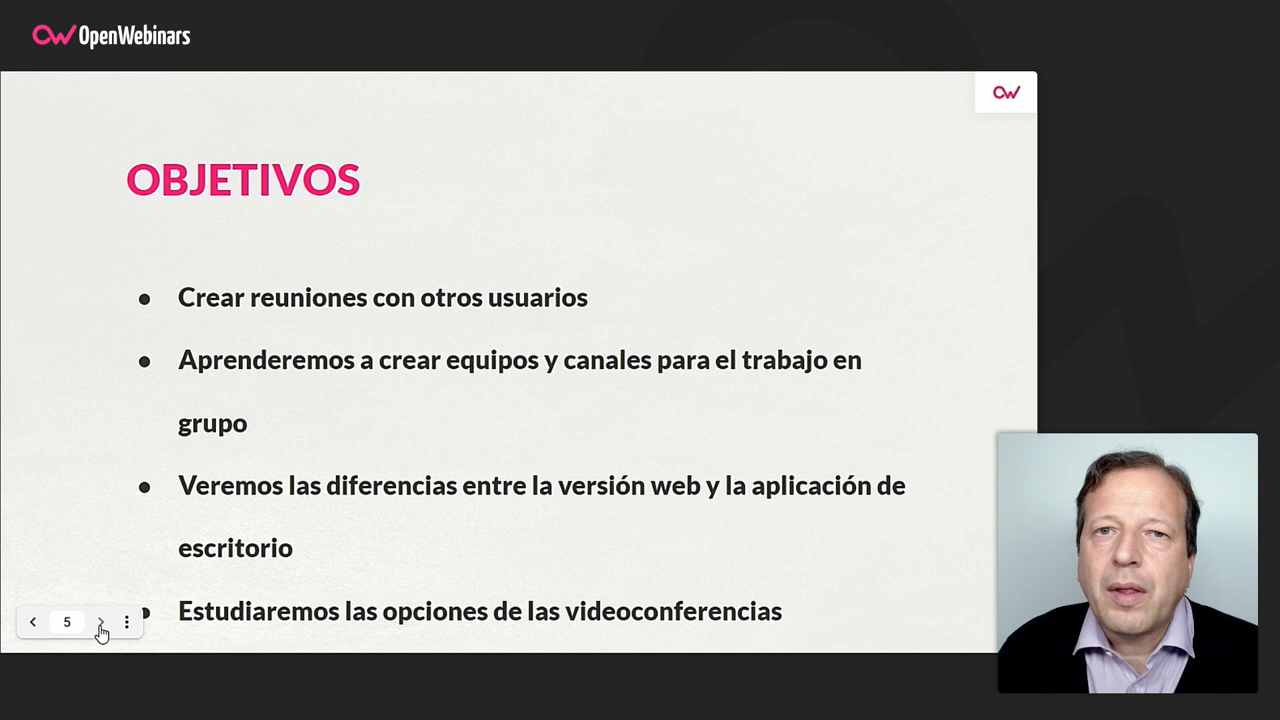 OW OpenWebinars
OW
OBJETIVOS
● Crear reuniones con otros usuarios
● Aprenderemos a crear equipos y canales para el trabajo en
grupo
● Veremos las diferencias entre la versión web y la aplicación de
escritorio
● Estudiaremos las opciones de las videoconferencias
5